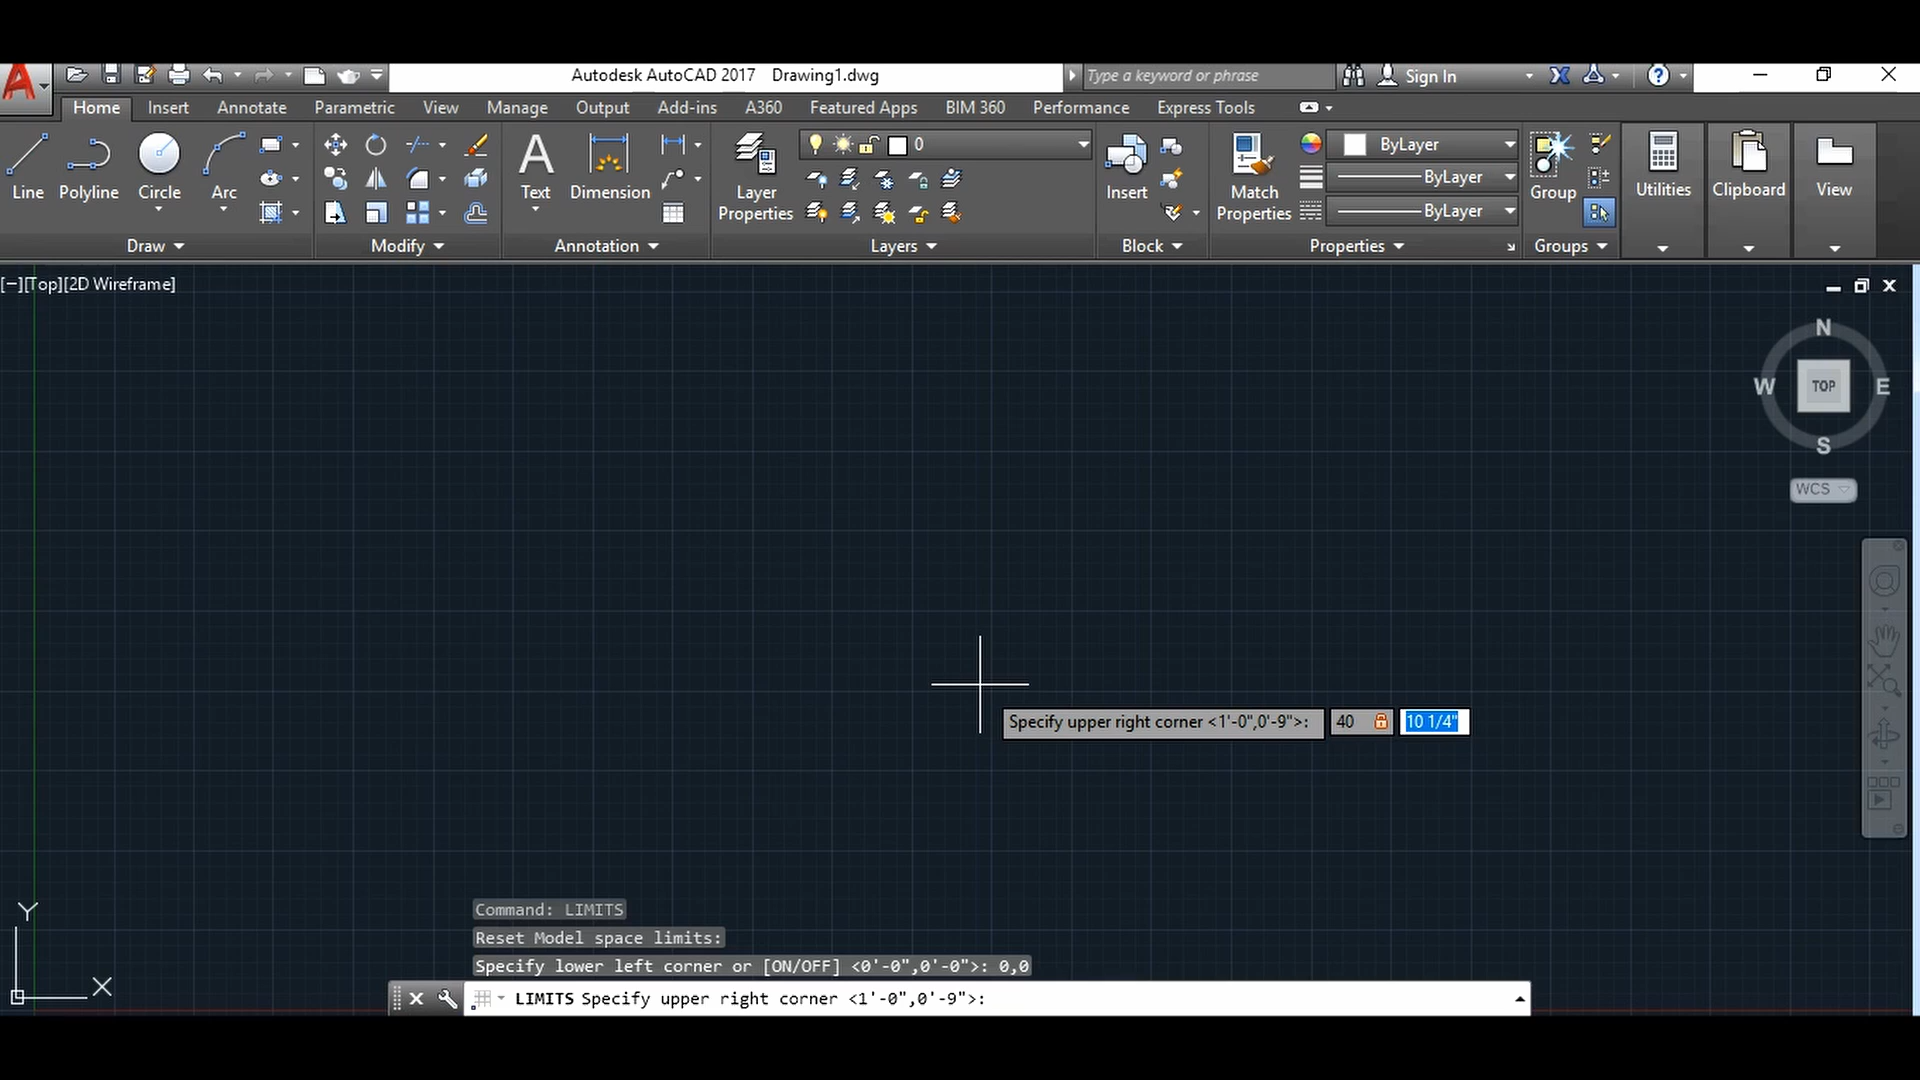 Autodesk AutoCAD 2017 Drawing1.dwg
Type a keyword or phrase
Sign In
Home Insert Annotate Parametric View Manage Output Add-ins A360 Featured Apps BIM 360 Performance Express Tools
0
ByLayer
ByLayer
ByLayer
Line Polyline Circle Arc
Text Dimension
Layer Properties
Insert
Match Properties
Group
Utilities Clipboard View
Draw Modify Annotation Layers Block Properties Groups
[−][Top][2D Wireframe]
N
W TOP E
S
WCS
Specify upper right corner <1'-0",0'-9">: 40 10 1/4"
Y
X
Command: LIMITS
Reset Model space limits:
Specify lower left corner or [ON/OFF] <0'-0",0'-0">: 0,0
LIMITS Specify upper right corner <1'-0",0'-9">: